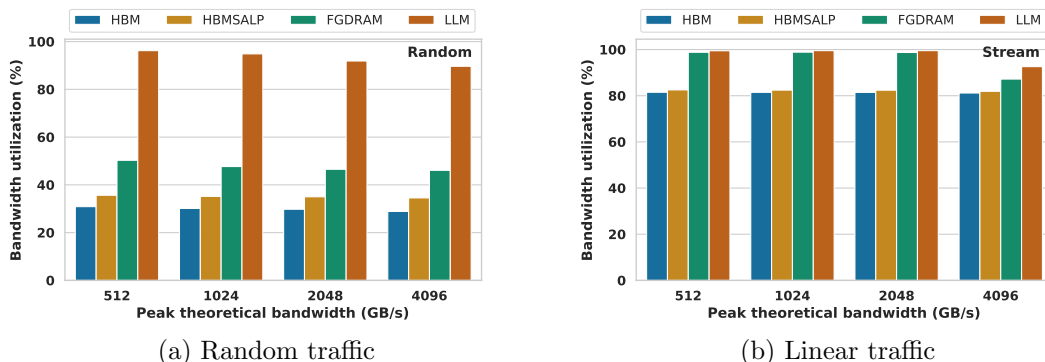 HBM HBMSALP FGDRAM LLM
Random
Bandwidth utilization (%)
100
80
60
40
20
0
512 1024 2048 4096
Peak theoretical bandwidth (GB/s)
(a) Random traffic
HBM HBMSALP FGDRAM LLM
Stream
Bandwidth utilization (%)
100
80
60
40
20
0
512 1024 2048 4096
Peak theoretical bandwidth (GB/s)
(b) Linear traffic